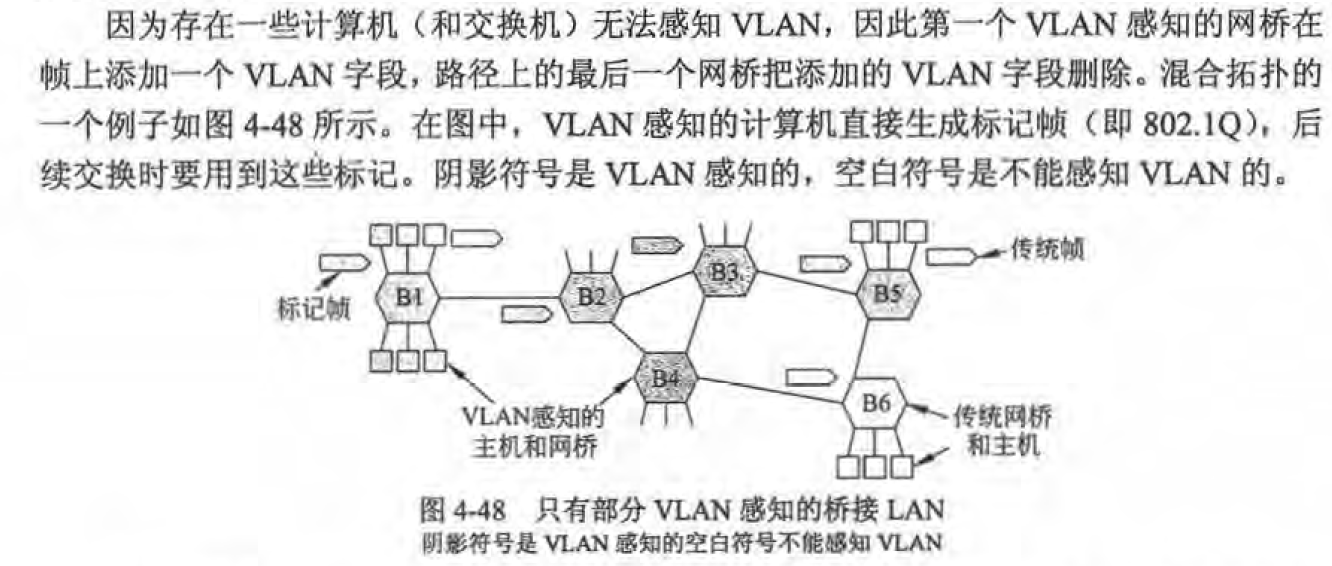 因为存在一些计算机（和交换机）无法感知 VLAN，因此第一个 VLAN 感知的网桥在
帧上添加一个 VLAN 字段，路径上的最后一个网桥把添加的 VLAN 字段删除。混合拓扑的
一个例子如图 4-48 所示。在图中，VLAN 感知的计算机直接生成标记帧（即 802.1Q），后
续交换时要用到这些标记。阴影符号是 VLAN 感知的，空白符号是不能感知 VLAN 的。
B3
传统帧
B1
B2
B5
标记帧
B4
B6
VLAN感知的
主机和网桥
传统网桥
和主机
图 4-48 只有部分 VLAN 感知的桥接 LAN
阴影符号是 VLAN 感知的空白符号不能感知 VLAN